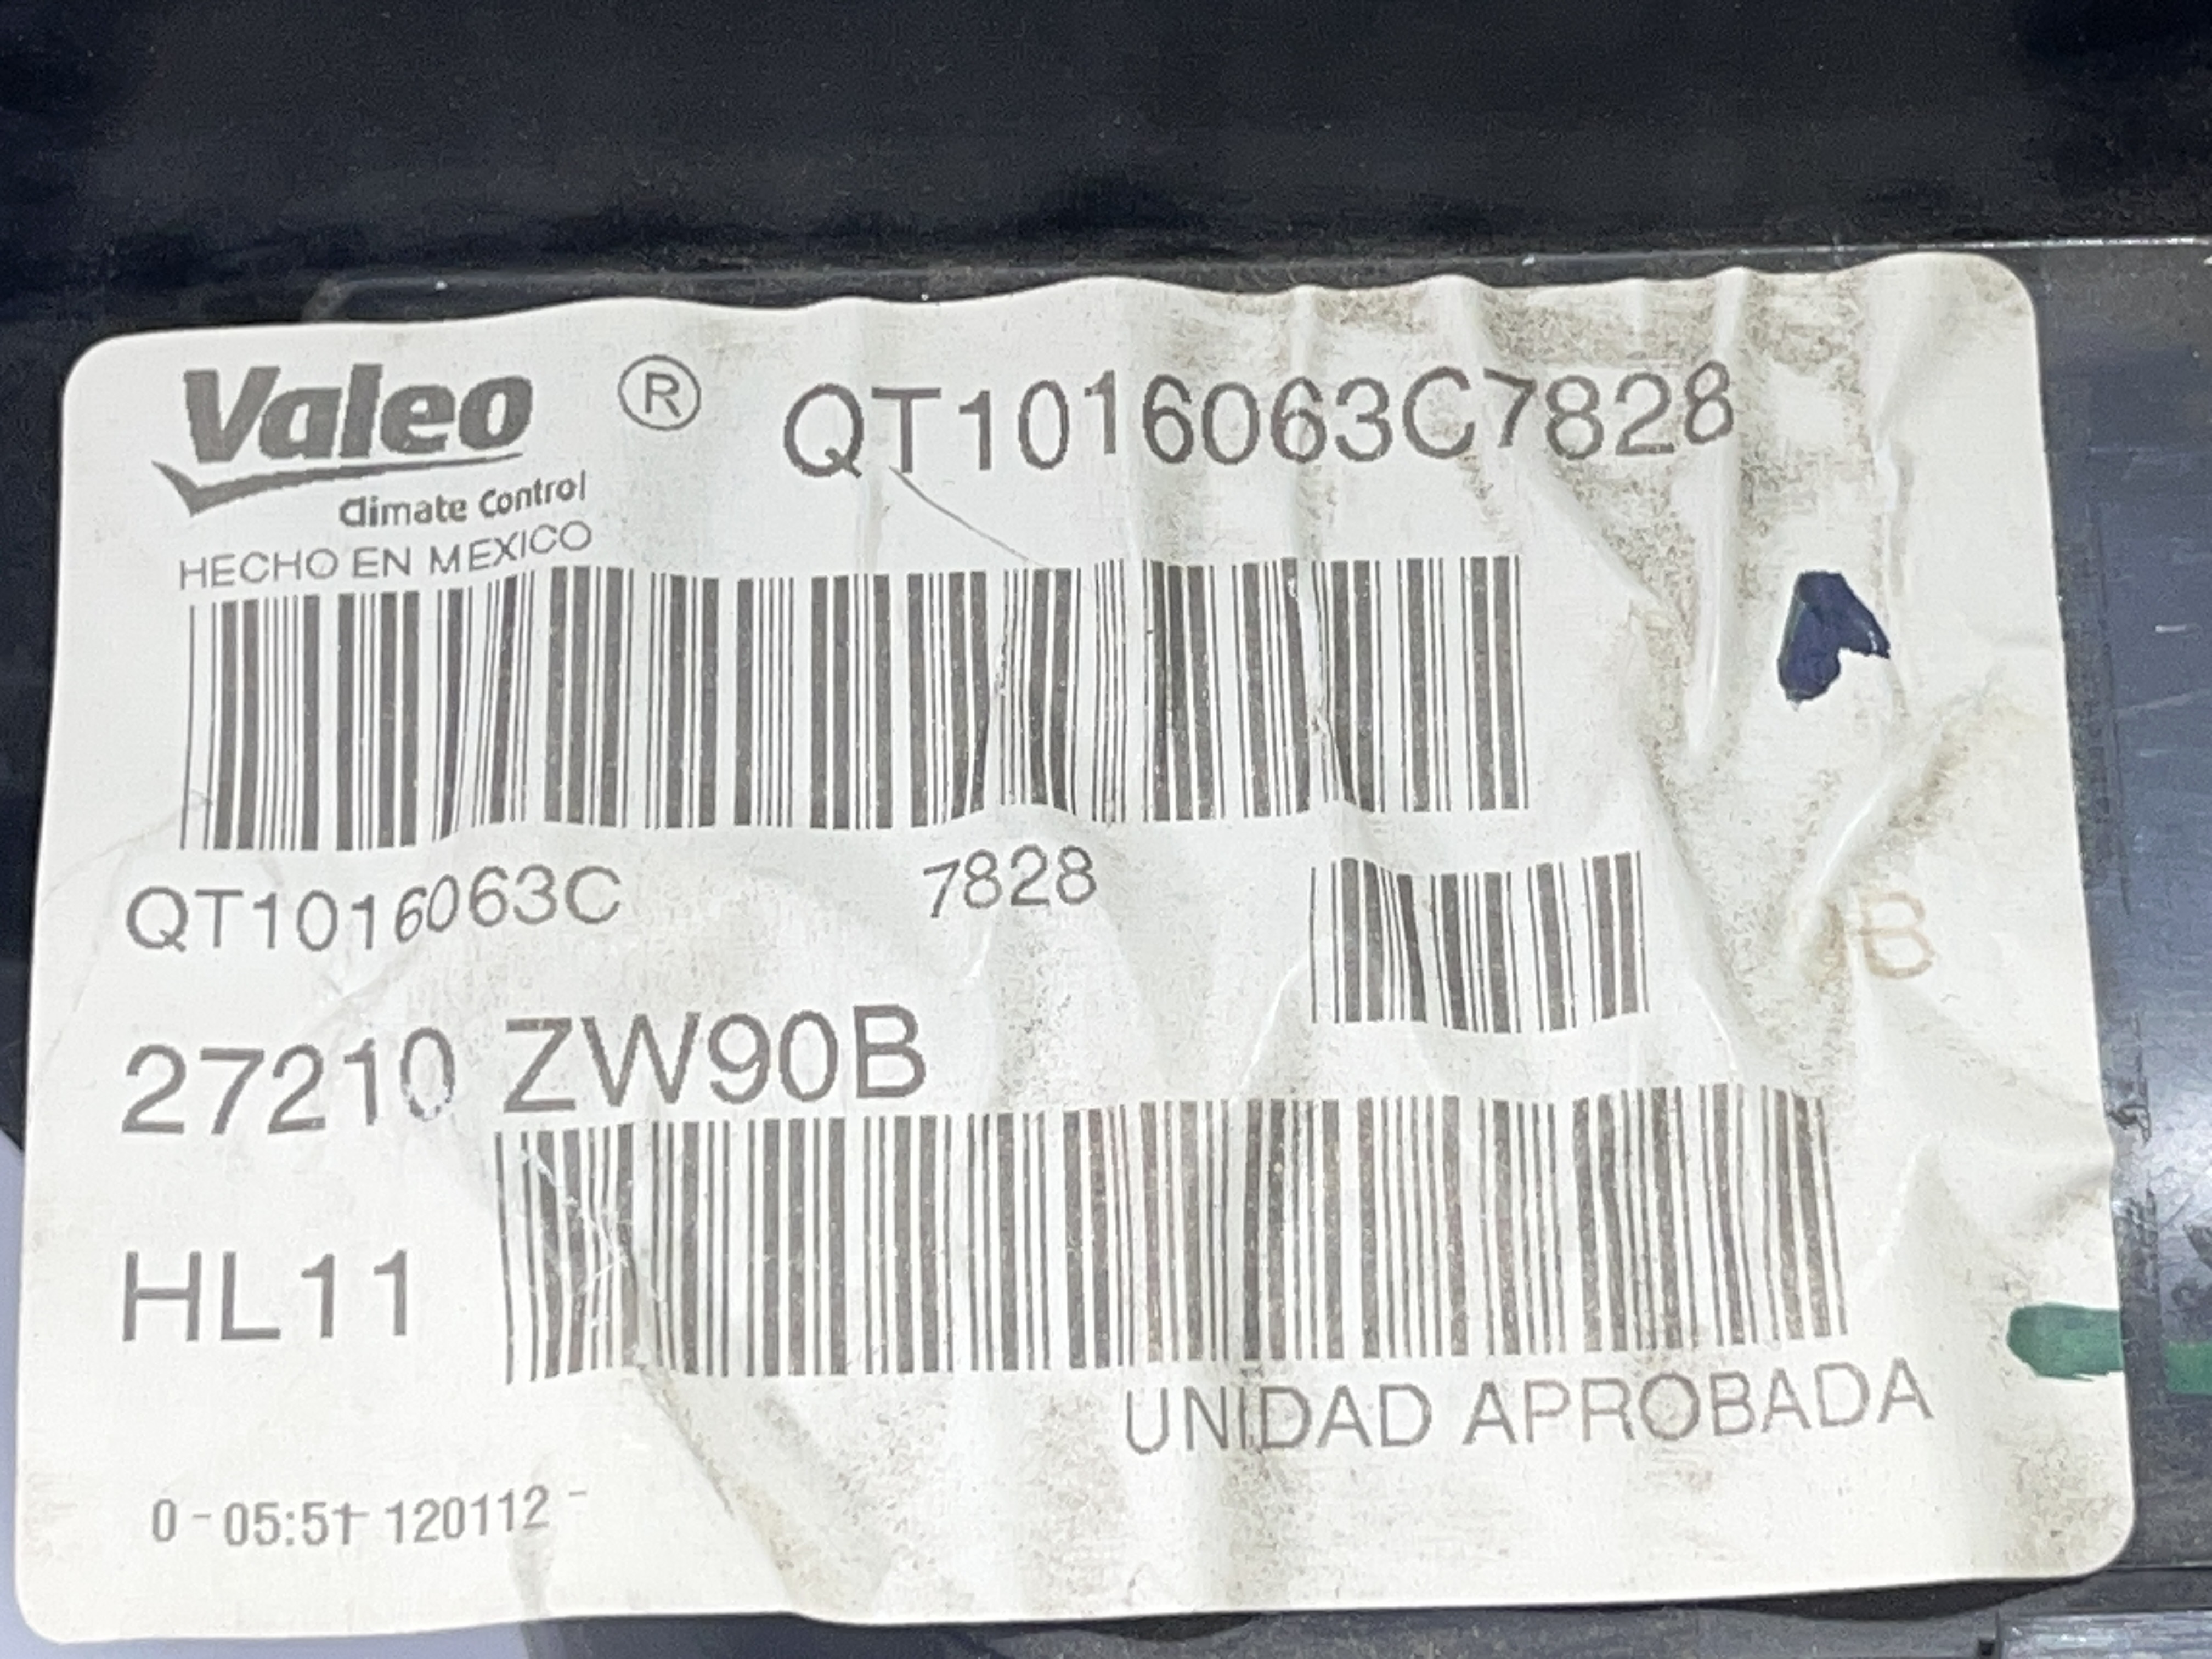 Valeo ® QT1016063C7828
Climate Control
HECHO EN MEXICO
QT1016063C 7828
27210 ZW90B
B
HL11
UNIDAD APROBADA
0 - 05:51 - 120112 -